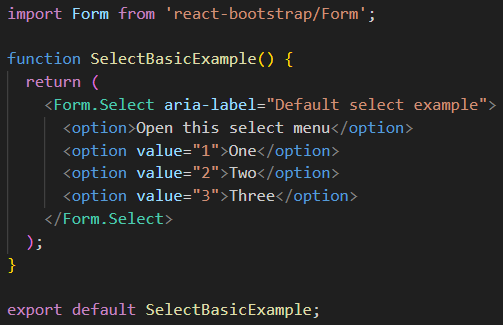 import Form from 'react-bootstrap/Form';
function SelectBasicExample() {
return (
<Form.Select aria-label="Default select example">
<option>Open this select menu</option>
<option value="1">One</option>
<option value="2">Two</option>
<option value="3">Three</option>
</Form.Select>
);
}
export default SelectBasicExample;